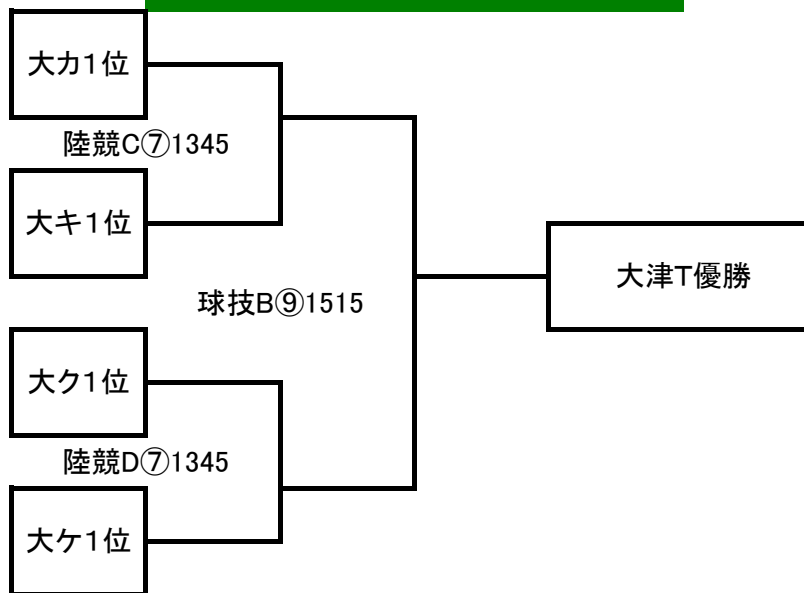 大カ1位
陸競C⑦1345
大キ1位
大津T優勝
球技B⑨1515
大ク1位
陸競D⑦1345
大ケ1位